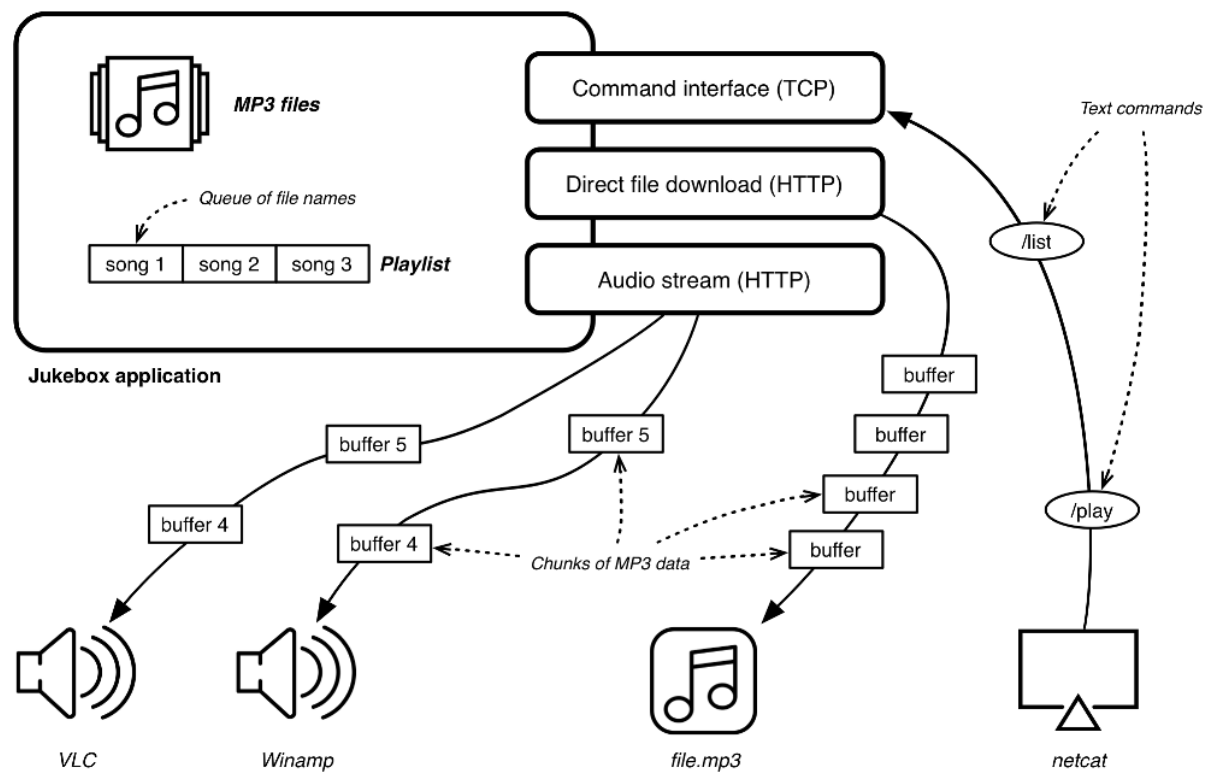 Command interface (TCP)
MP3 files
Text commands
Direct file download (HTTP)
Queue of file names
/list
song 1 song 2 song 3 Playlist
Audio stream (HTTP)
Jukebox application
buffer
buffer 5
buffer 5
buffer
buffer
buffer 4
/play
buffer 4
buffer
Chunks of MP3 data
VLC
Winamp
file.mp3
netcat